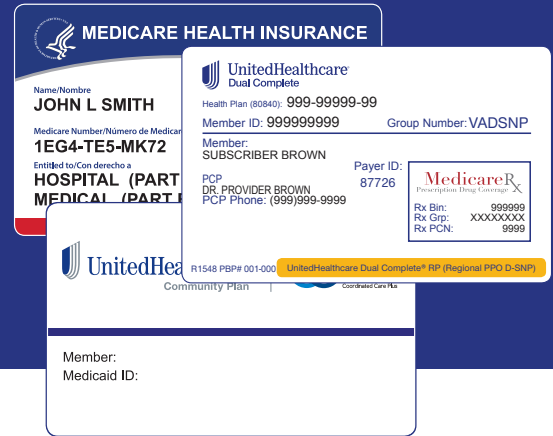 MEDICARE HEALTH INSURANCE
Name/Nombre
JOHN L SMITH
Medicare Number/Número de Medicar
1EG4-TE5-MK72
Entitled to/Con derecho a
HOSPITAL (PART
MEDICAL (PART
UnitedHealthcare®
Dual Complete
Health Plan (80840): 999-99999-99
Member ID: 999999999 Group Number: VADSNP
Member:
SUBSCRIBER BROWN
PCP
DR. PROVIDER BROWN
PCP Phone: (999)999-9999
Payer ID:
87726
MedicareRx
Prescription Drug Coverage
Rx Bin: 999999
Rx Grp: XXXXXXXX
Rx PCN: 9999
R1548 PBP# 001-000 UnitedHealthcare Dual Complete® RP (Regional PPO D-SNP)
UnitedHea
Community Plan
Coordinated Care Plus
Member:
Medicaid ID: